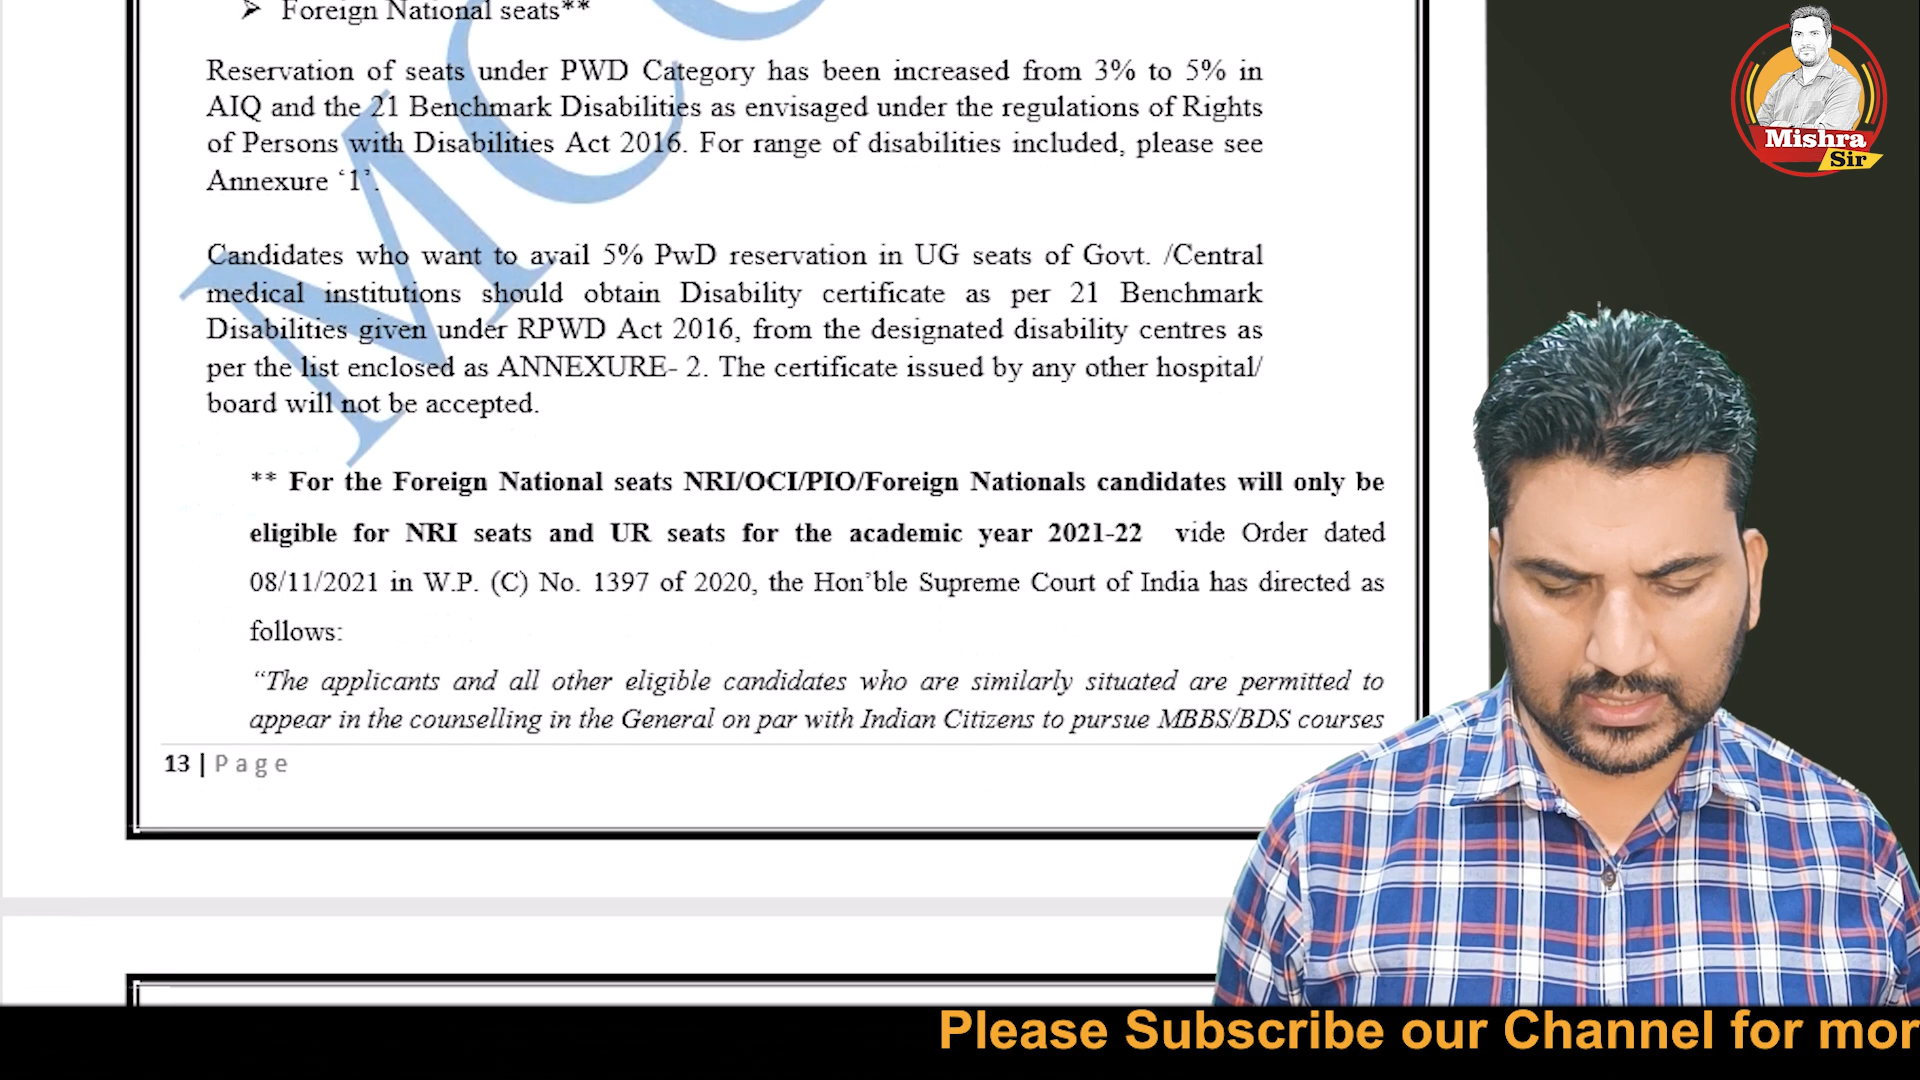 ➢ Foreign National seats**
Reservation of seats under PWD Category has been increased from 3% to 5% in
AIQ and the 21 Benchmark Disabilities as envisaged under the regulations of Rights
of Persons with Disabilities Act 2016. For range of disabilities included, please see
Annexure ‘1’.
Candidates who want to avail 5% PwD reservation in UG seats of Govt. /Central
medical institutions should obtain Disability certificate as per 21 Benchmark
Disabilities given under RPWD Act 2016, from the designated disability centres as
per the list enclosed as ANNEXURE- 2. The certificate issued by any other hospital/
board will not be accepted.
** For the Foreign National seats NRI/OCI/PIO/Foreign Nationals candidates will only be
eligible for NRI seats and UR seats for the academic year 2021-22 vide Order dated
08/11/2021 in W.P. (C) No. 1397 of 2020, the Hon’ble Supreme Court of India has directed as
follows:
“The applicants and all other eligible candidates who are similarly situated are permitted to
appear in the counselling in the General on par with Indian Citizens to pursue MBBS/BDS courses
13 | Page
MCC
Mishra
Sir
Please Subscribe our Channel for mor